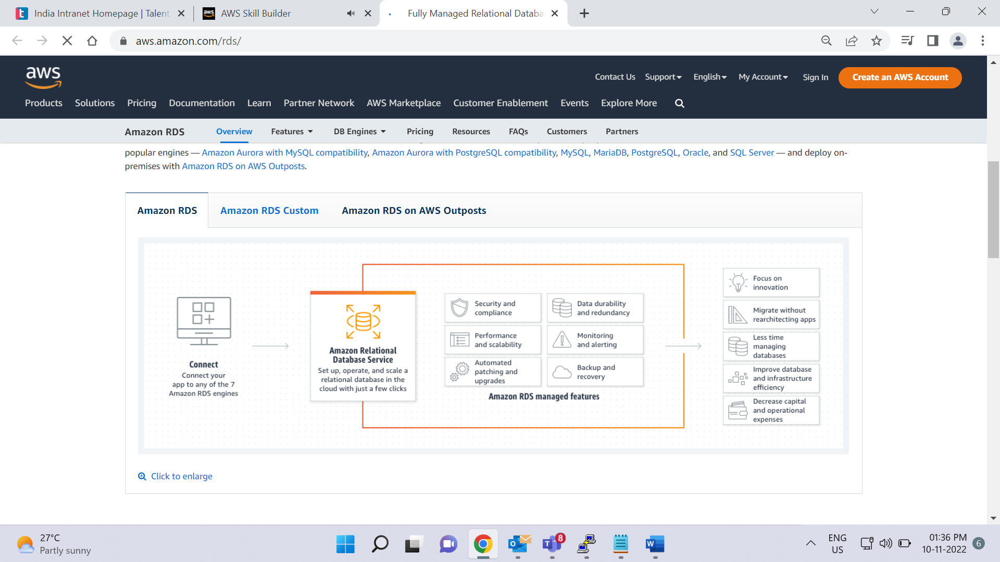 India Intranet Homepage | Talent
AWS Skill Builder
Fully Managed Relational Databa
aws.amazon.com/rds/
aws
Contact Us Support English My Account Sign In Create an AWS Account
Products Solutions Pricing Documentation Learn Partner Network AWS Marketplace Customer Enablement Events Explore More
Amazon RDS Overview Features DB Engines Pricing Resources FAQs Customers Partners
popular engines — Amazon Aurora with MySQL compatibility, Amazon Aurora with PostgreSQL compatibility, MySQL, MariaDB, PostgreSQL, Oracle, and SQL Server — and deploy on-
premises with Amazon RDS on AWS Outposts.
Amazon RDS Amazon RDS Custom Amazon RDS on AWS Outposts
Connect
Connect your
app to any of the 7
Amazon RDS engines
Amazon Relational
Database Service
Set up, operate, and scale a
relational database in the
cloud with just a few clicks
Security and
compliance
Data durability
and redundancy
Performance
and scalability
Monitoring
and alerting
Automated
patching and
upgrades
Backup and
recovery
Amazon RDS managed features
Focus on
innovation
Migrate without
rearchitecting apps
Less time
managing
databases
Improve database
and infrastructure
efficiency
Decrease capital
and operational
expenses
Click to enlarge
27°C
Partly sunny
8
ENG
US
01:36 PM
10-11-2022
6